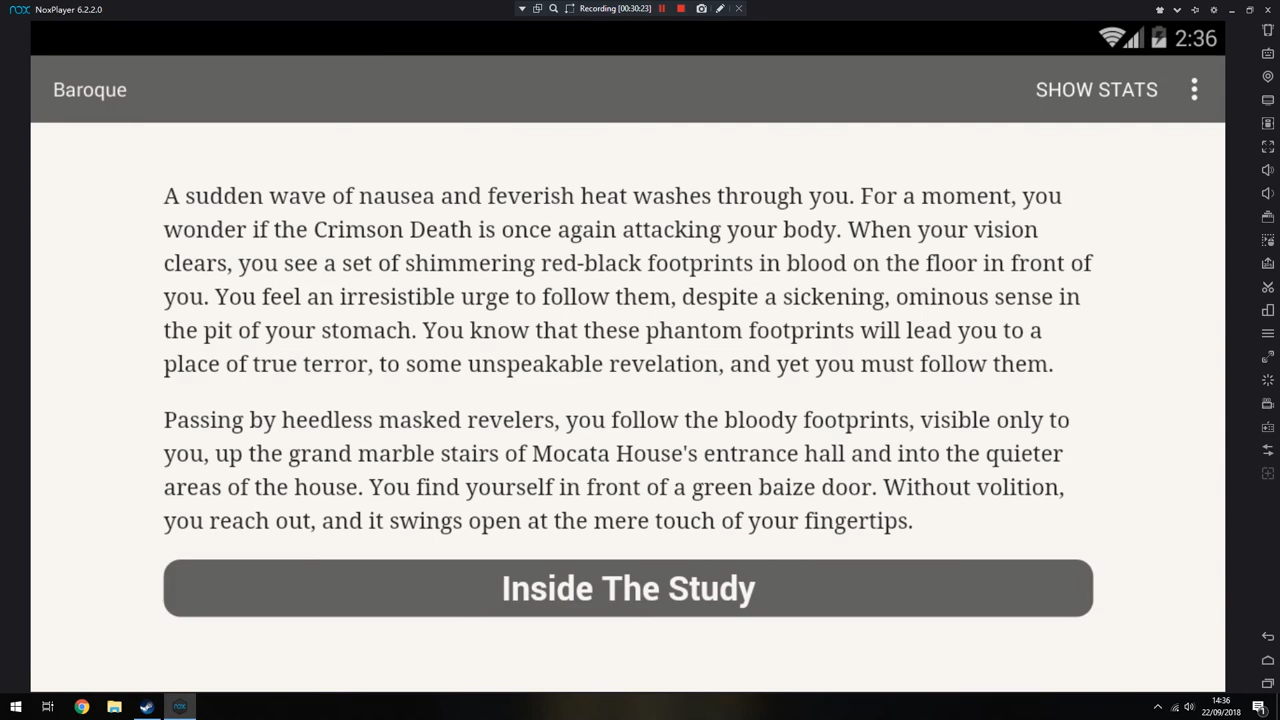 NoxPlayer 6.2.2.0
Recording [00:30:23]
2:36
Baroque
SHOW STATS
A sudden wave of nausea and feverish heat washes through you. For a moment, you
wonder if the Crimson Death is once again attacking your body. When your vision
clears, you see a set of shimmering red-black footprints in blood on the floor in front of
you. You feel an irresistible urge to follow them, despite a sickening, ominous sense in
the pit of your stomach. You know that these phantom footprints will lead you to a
place of true terror, to some unspeakable revelation, and yet you must follow them.
Passing by heedless masked revelers, you follow the bloody footprints, visible only to
you, up the grand marble stairs of Mocata House's entrance hall and into the quieter
areas of the house. You find yourself in front of a green baize door. Without volition,
you reach out, and it swings open at the mere touch of your fingertips.
Inside The Study
14:36
22/09/2018